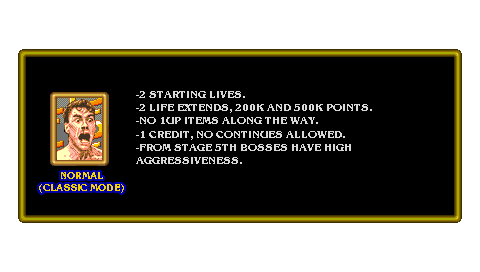 -2 STARTING LIVES.
-2 LIFE EXTENDS, 200K AND 500K POINTS.
-NO 1UP ITEMS ALONG THE WAY.
-1 CREDIT, NO CONTINUES ALLOWED.
-FROM STAGE 5TH BOSSES HAVE HIGH
AGGRESSIVENESS.
NORMAL
(CLASSIC MODE)